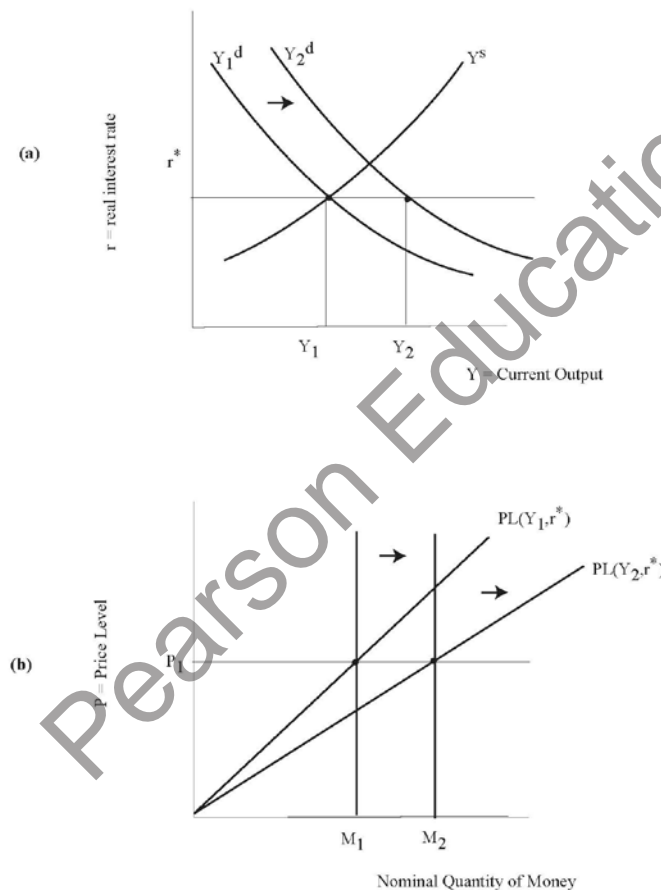 Y₁ᵈ
Y₂ᵈ
Yˢ
(a)
r = real interest rate
r*
Y₁
Y₂
Y = Current Output
PL(Y₁,r*)
PL(Y₂,r*)
(b)
P = Price Level
P₁
M₁
M₂
Nominal Quantity of Money
Pearson Educatio